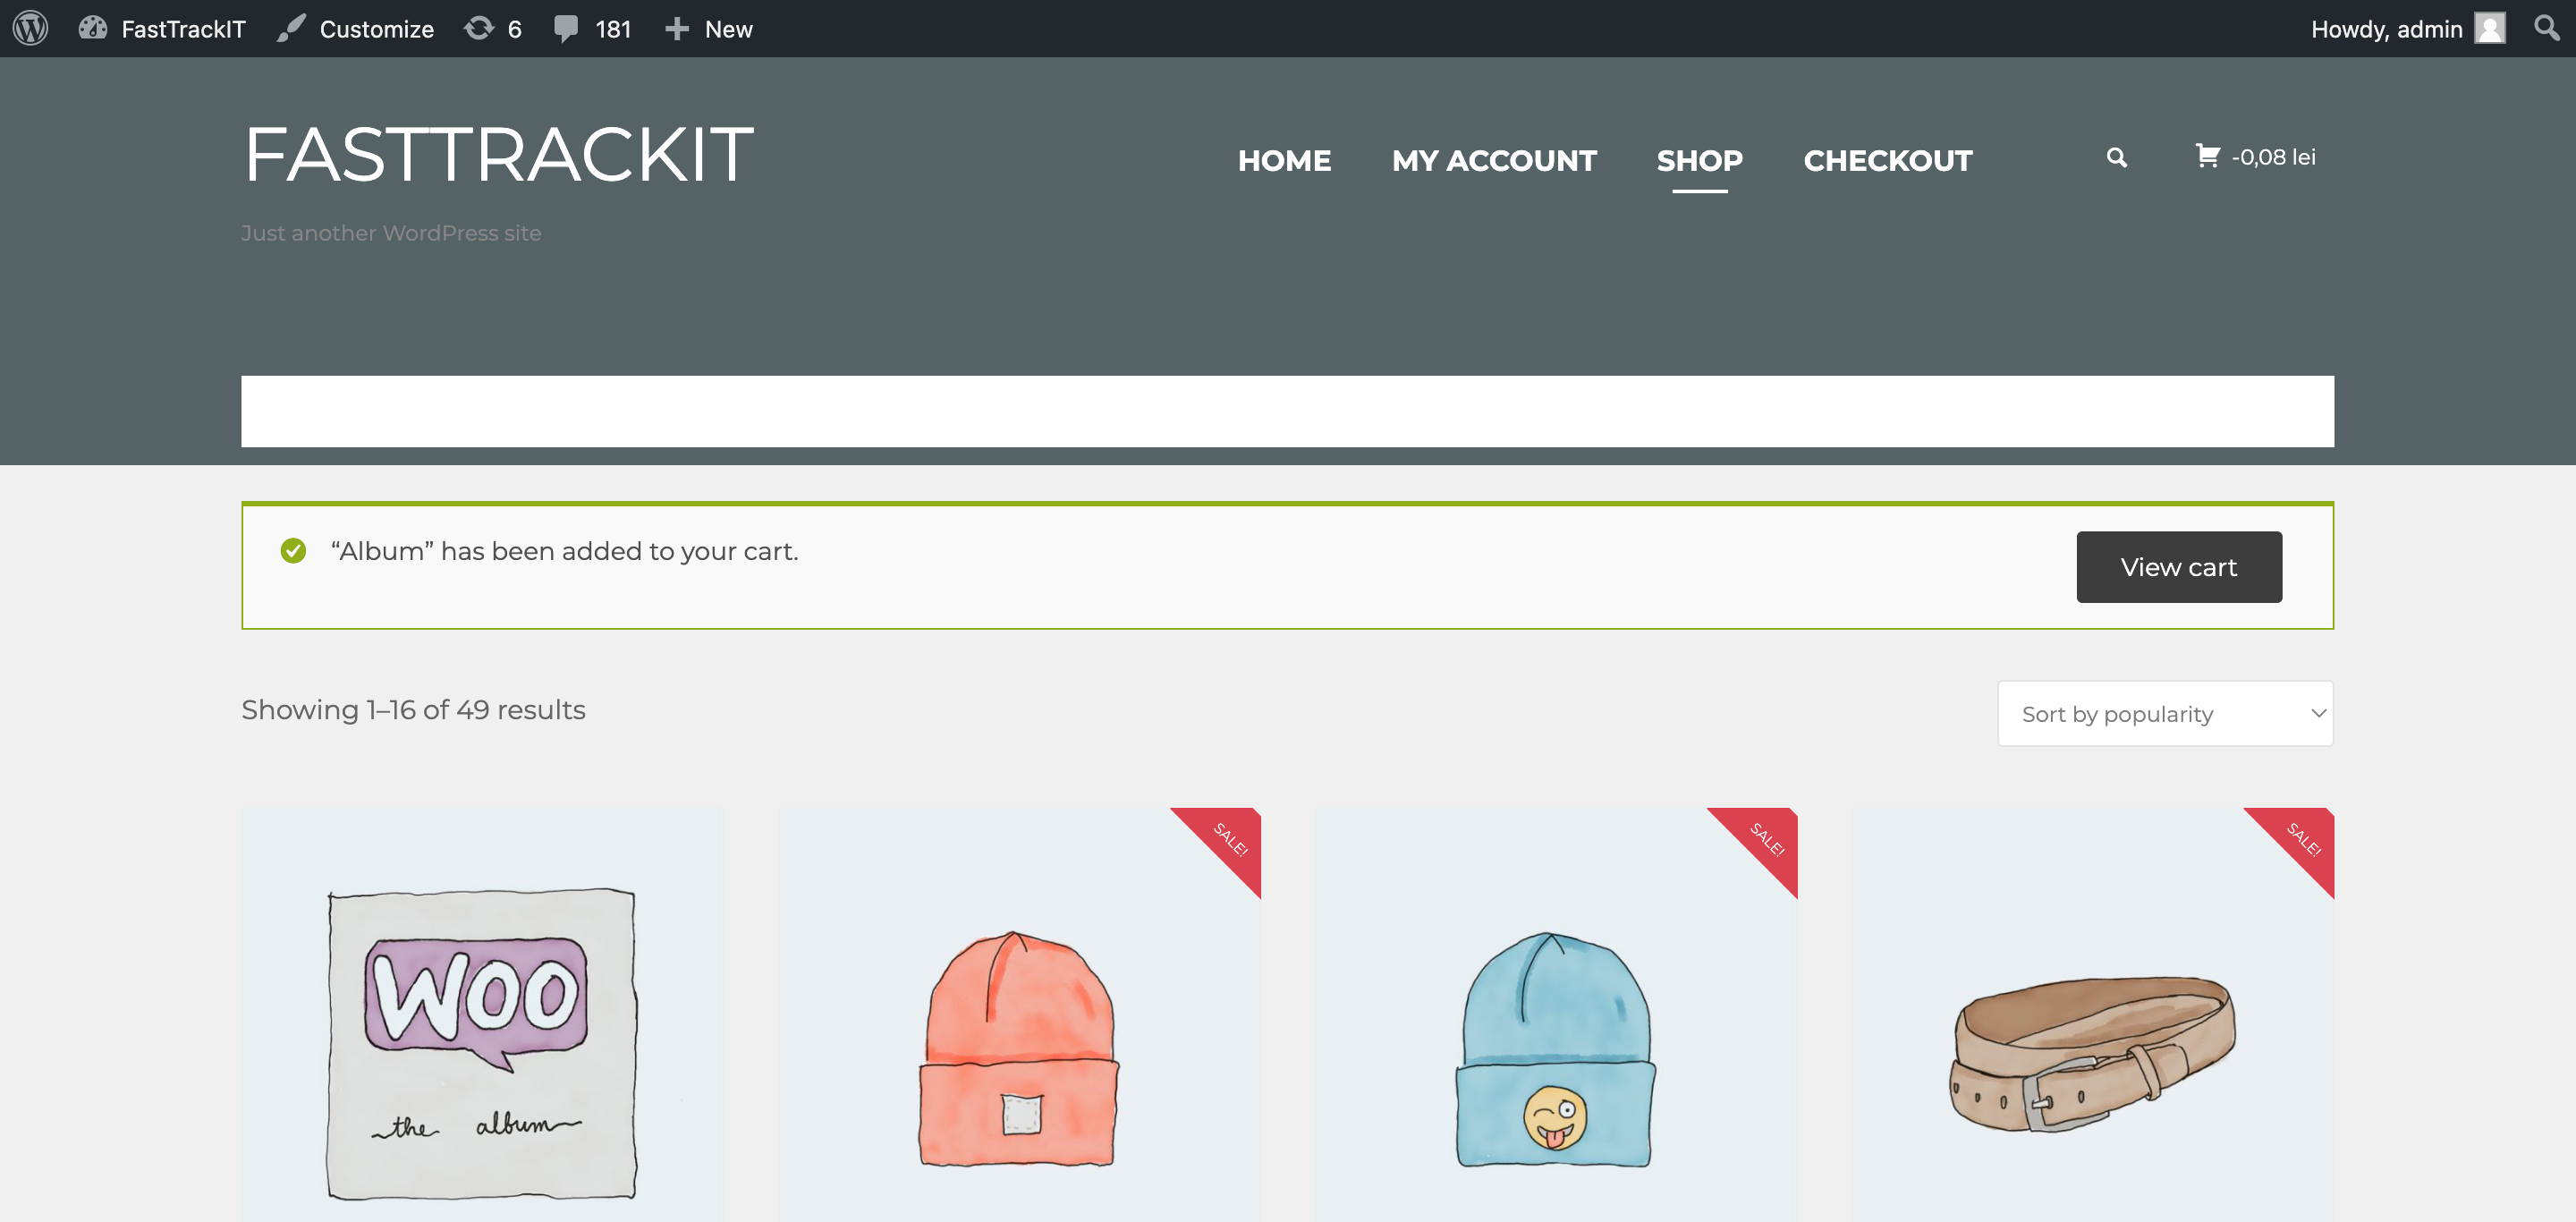 FastTrackIT Customize 6 181 New Howdy, admin
FASTTRACKIT
HOME MY ACCOUNT SHOP CHECKOUT -0,08 lei
Just another WordPress site
“Album” has been added to your cart.
View cart
Showing 1–16 of 49 results
Sort by popularity
SALE!
SALE!
SALE!
WOO
the album